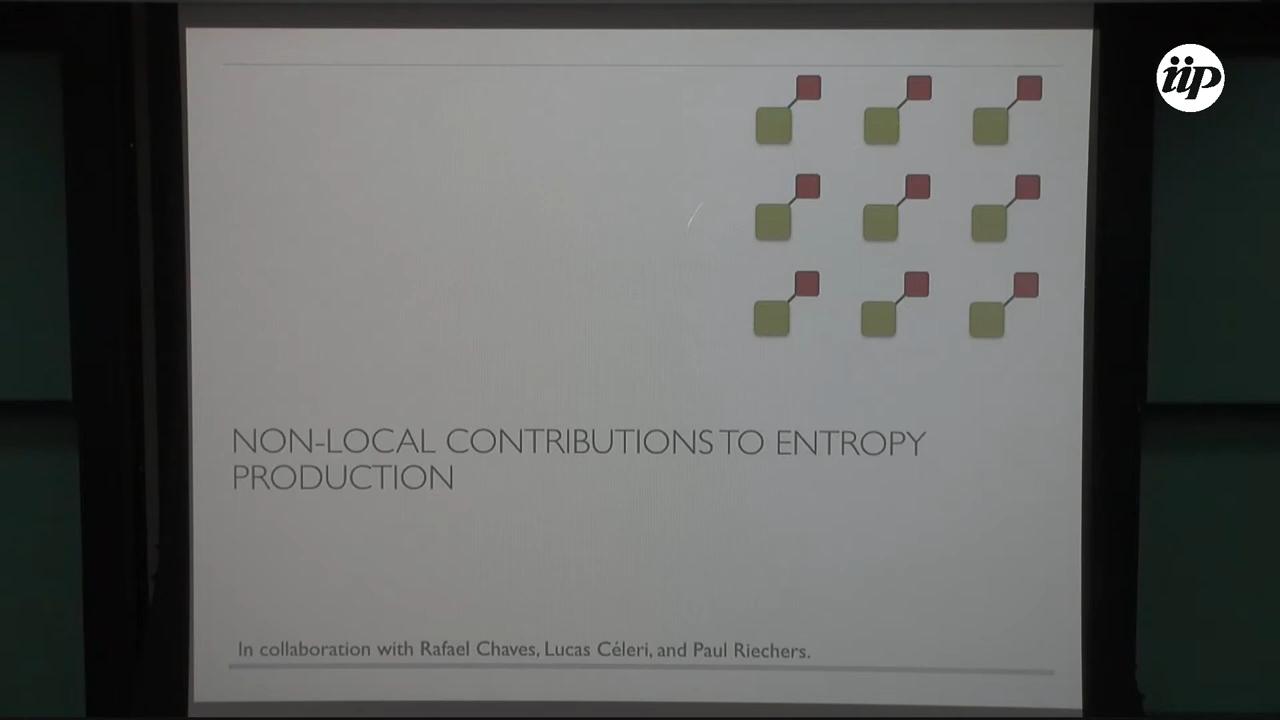 iip
NON-LOCAL CONTRIBUTIONS TO ENTROPY
PRODUCTION
In collaboration with Rafael Chaves, Lucas Céleri, and Paul Riechers.